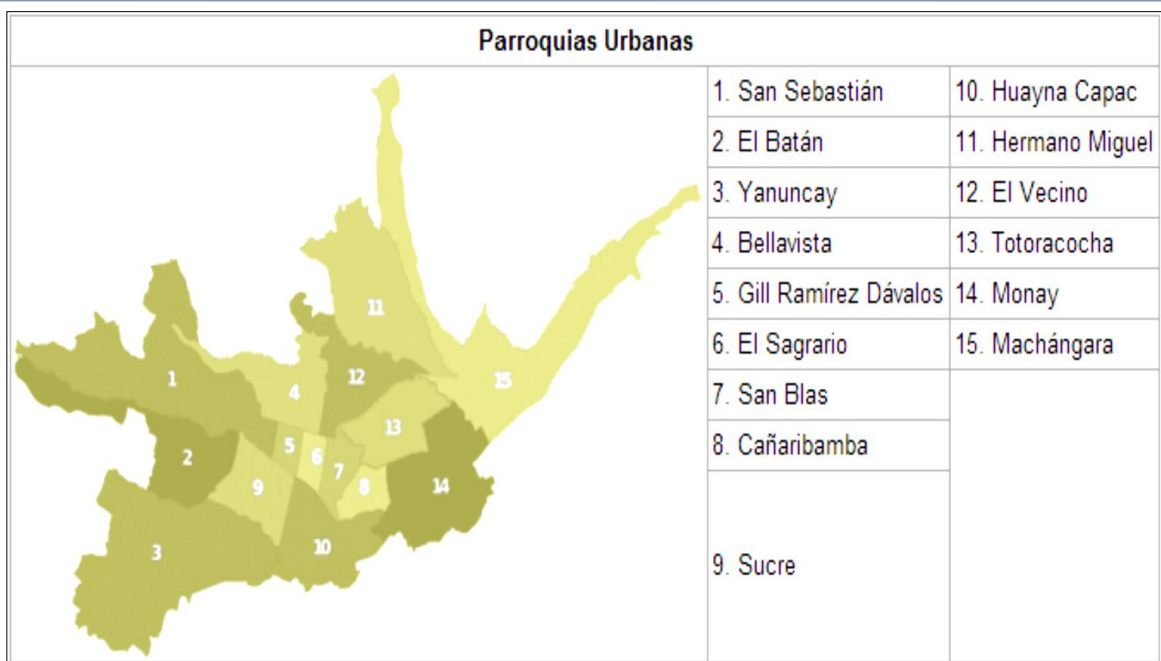 Parroquias Urbanas
1. San Sebastián
10. Huayna Capac
2. El Batán
11. Hermano Miguel
3. Yanuncay
12. El Vecino
4. Bellavista
13. Totoracocha
5. Gill Ramírez Dávalos
14. Monay
6. El Sagrario
15. Machángara
7. San Blas
8. Cañaribamba
9. Sucre
11
15
12
1
4
13
5
6
7
2
9
8
14
10
3